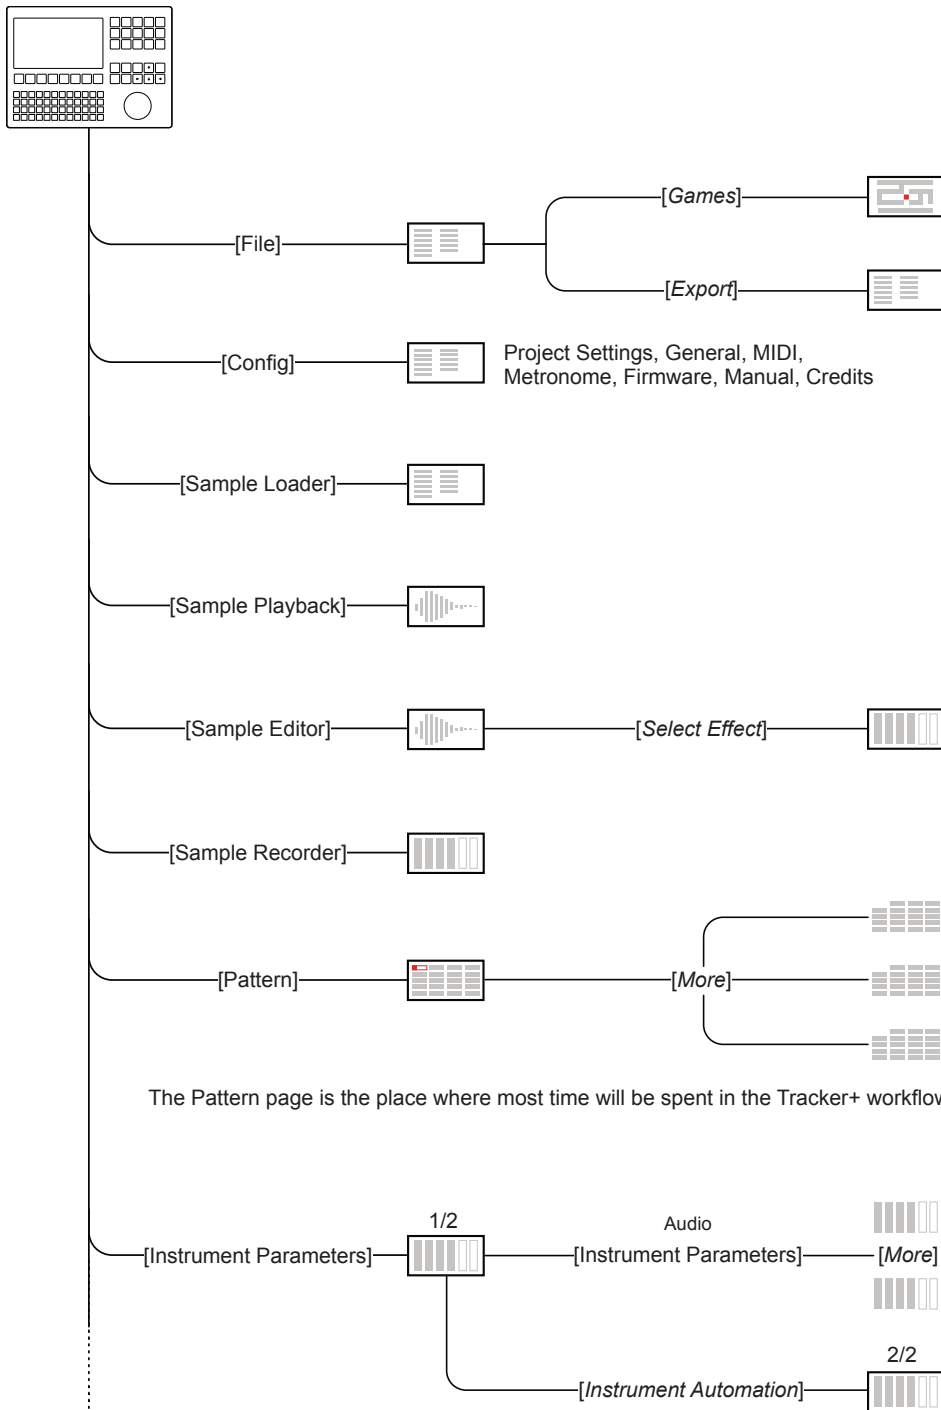 [Games]
[File]
[Export]
[Config]
Project Settings, General, MIDI,
Metronome, Firmware, Manual, Credits
[Sample Loader]
[Sample Playback]
[Sample Editor]
[Select Effect]
[Sample Recorder]
[Pattern]
[More]
The Pattern page is the place where most time will be spent in the Tracker+ workflow
1/2
Audio
[Instrument Parameters]
[Instrument Parameters]
[More]
2/2
[Instrument Automation]